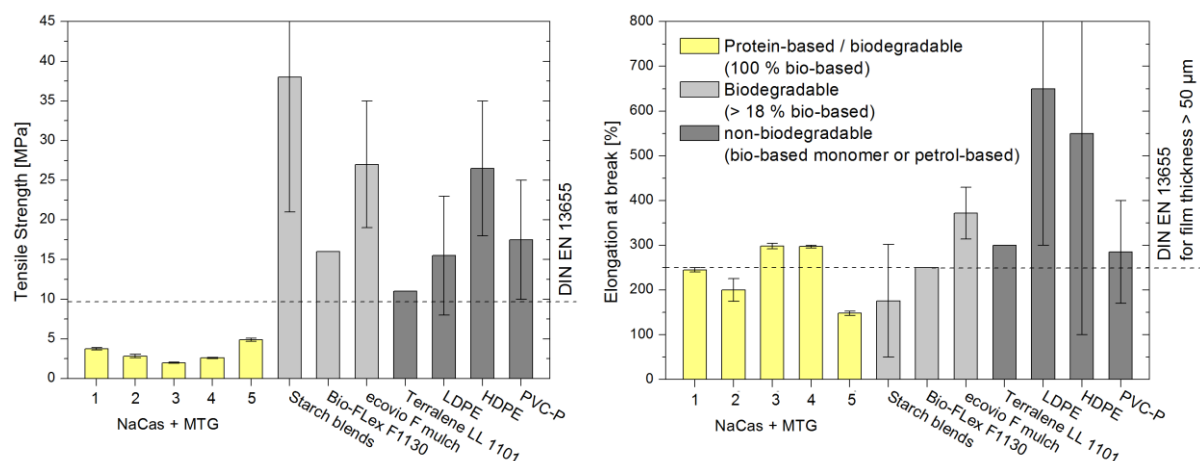 45
40
35
30
25
20
15
10
5
0
Tensile Strength [MPa]
DIN EN 13655
1 2 3 4 5
NaCas + MTG
Starch blends
Bio-FLex F1130
ecovio F mulch
Terralene LL 1101
LDPE
HDPE
PVC-P
800
700
600
500
400
300
200
100
0
Elongation at break [%]
Protein-based / biodegradable
(100 % bio-based)
Biodegradable
(> 18 % bio-based)
non-biodegradable
(bio-based monomer or petrol-based)
DIN EN 13655
for film thickness > 50 µm
1 2 3 4 5
NaCas + MTG
Starch blends
Bio-FLex F1130
ecovio F mulch
Terralene LL 1101
LDPE
HDPE
PVC-P